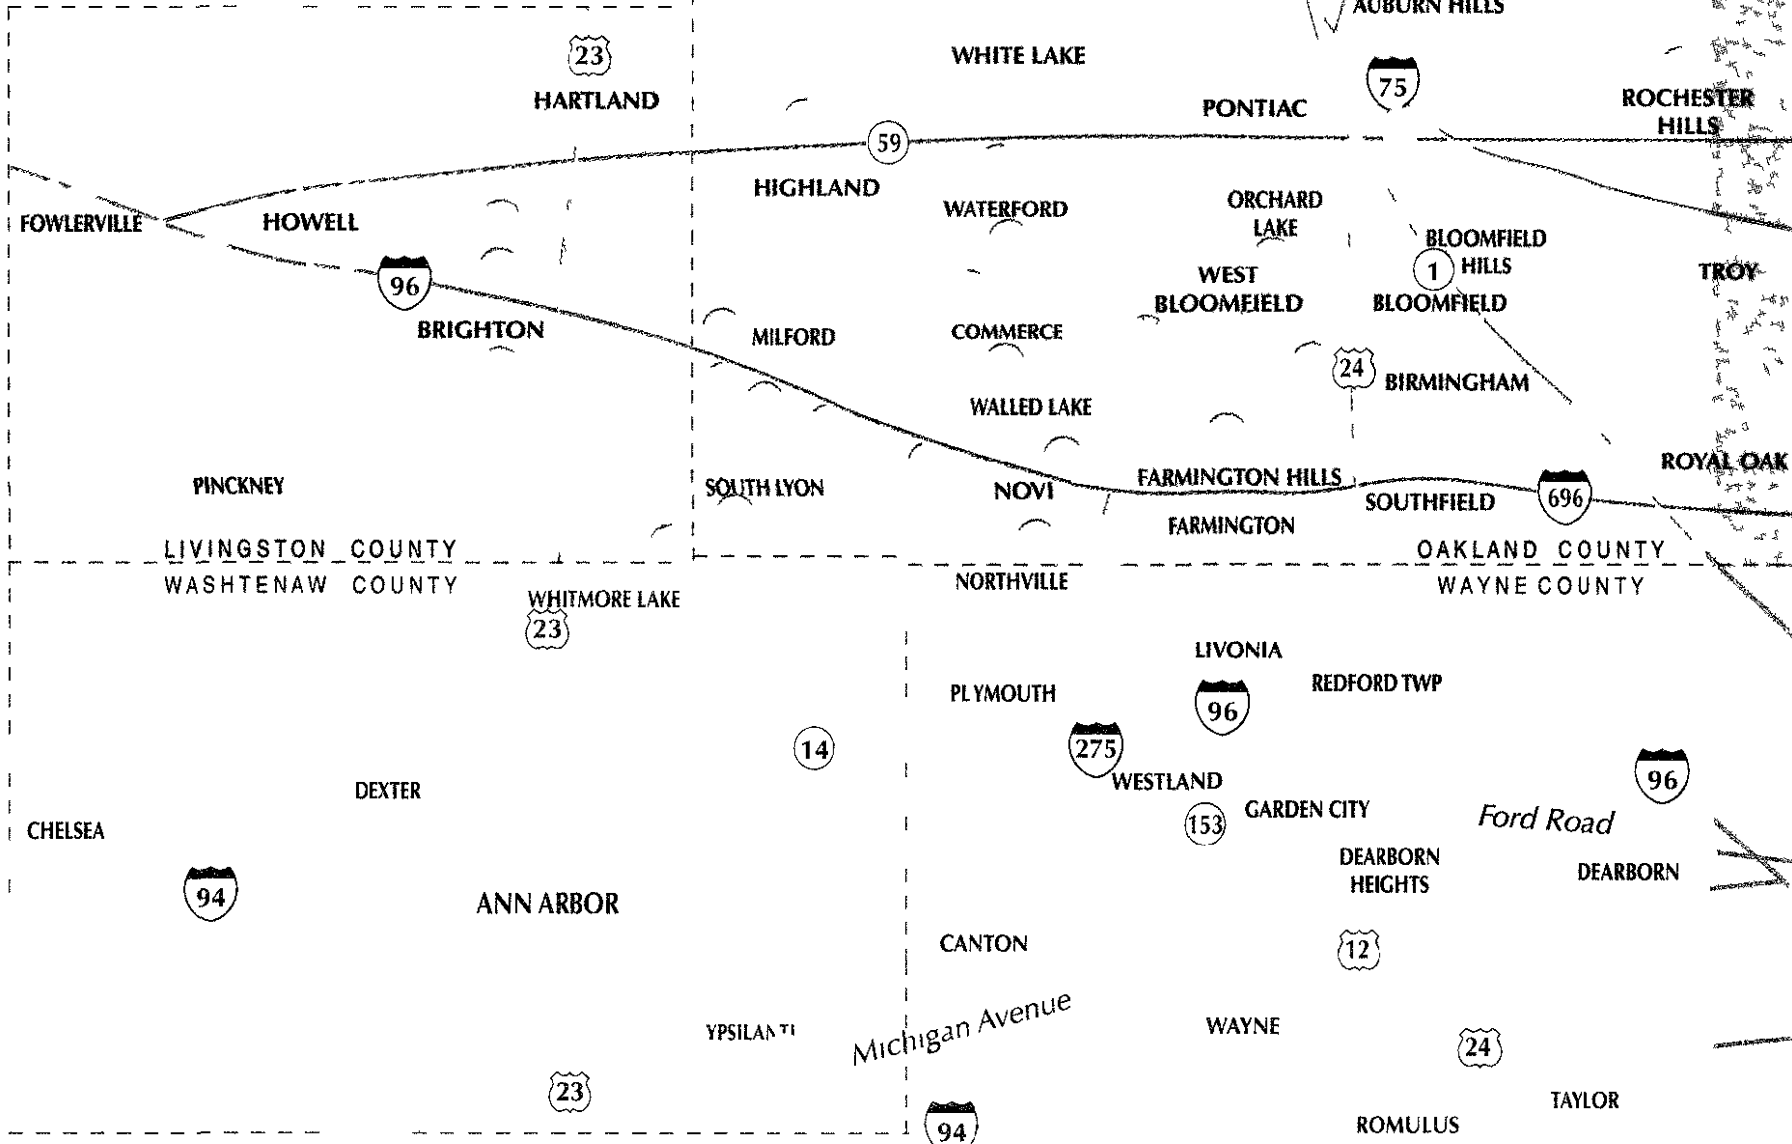 AUBURN HILLS
23
WHITE LAKE
75
HARTLAND
PONTIAC
ROCHESTER
HILLS
59
HIGHLAND
FOWLERVILLE
HOWELL
WATERFORD
ORCHARD
LAKE
BLOOMFIELD
HILLS
1
96
WEST
BLOOMFIELD
BLOOMFIELD
TROY
BRIGHTON
MILFORD
COMMERCE
24
BIRMINGHAM
WALLED LAKE
ROYAL OAK
PINCKNEY
SOUTH LYON
NOVI
FARMINGTON HILLS
SOUTHFIELD
696
FARMINGTON
LIVINGSTON COUNTY
OAKLAND COUNTY
WASHTENAW COUNTY
NORTHVILLE
WAYNE COUNTY
WHITMORE LAKE
23
LIVONIA
PLYMOUTH
REDFORD TWP
96
14
275
WESTLAND
96
DEXTER
GARDEN CITY
153
Ford Road
CHELSEA
DEARBORN
HEIGHTS
DEARBORN
94
ANN ARBOR
CANTON
12
YPSILANTI
Michigan Avenue
WAYNE
24
23
TAYLOR
94
ROMULUS